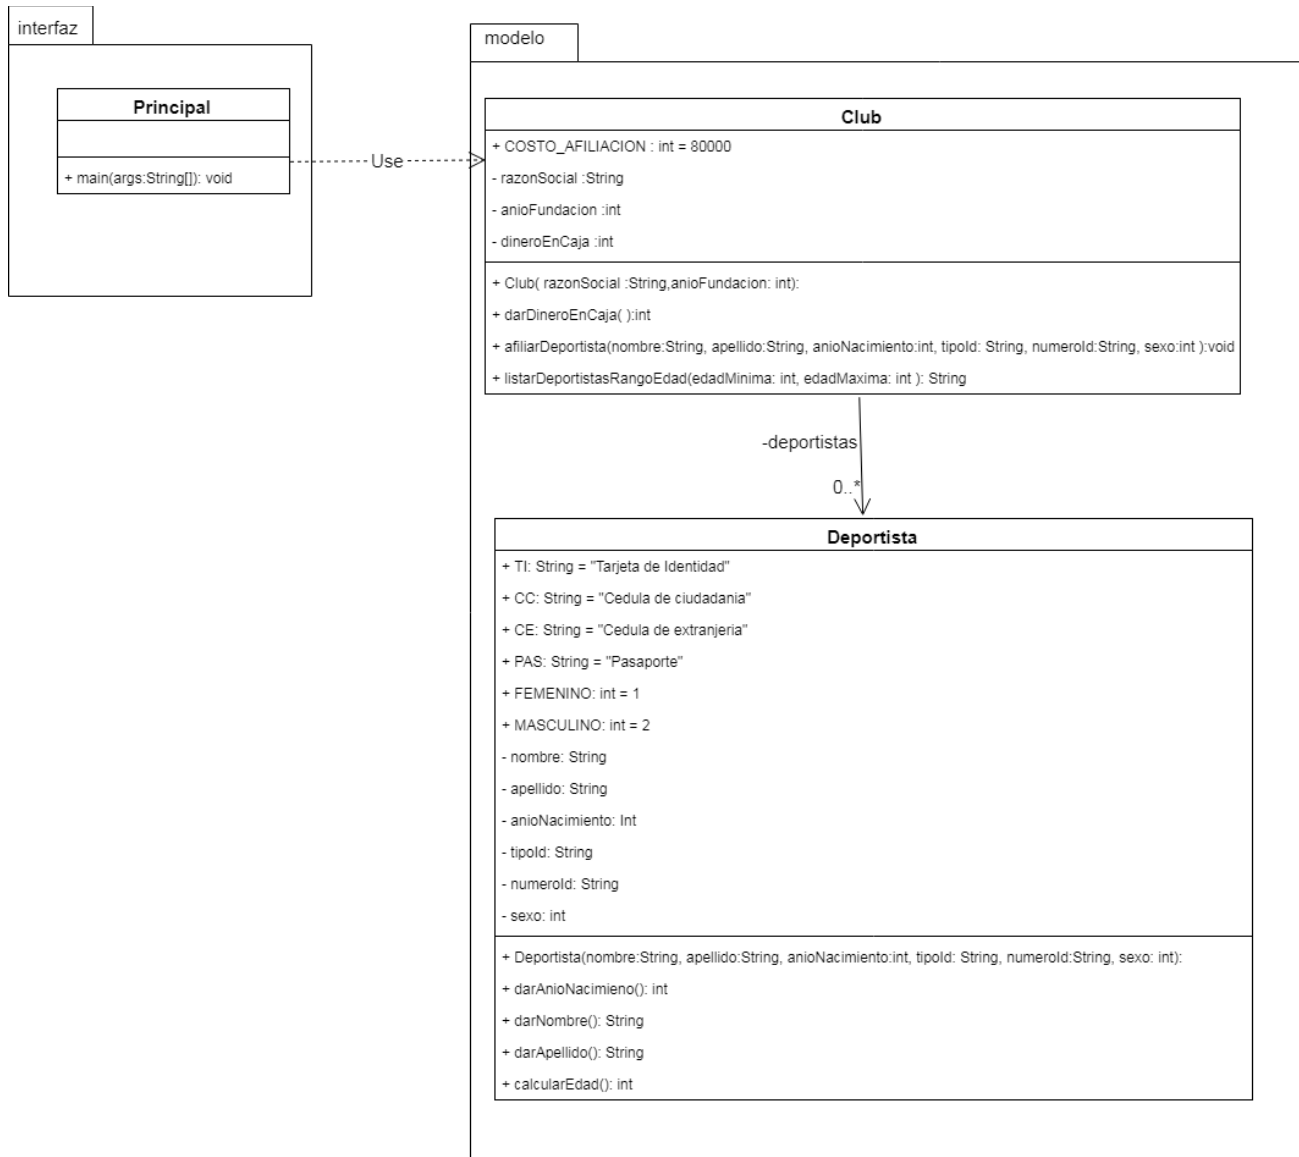 interfaz
Principal
+ main(args:String[]): void
Use
modelo
Club
+ COSTO_AFILIACION : int = 80000
- razonSocial :String
- anioFundacion :int
- dineroEnCaja :int
+ Club( razonSocial :String,anioFundacion: int):
+ darDineroEnCaja( ):int
+ afiliarDeportista(nombre:String, apellido:String, anioNacimiento:int, tipoId: String, numeroId:String, sexo:int ):void
+ listarDeportistasRangoEdad(edadMinima: int, edadMaxima: int ): String
-deportistas
0..*
Deportista
+ TI: String = "Tarjeta de Identidad"
+ CC: String = "Cedula de ciudadania"
+ CE: String = "Cedula de extranjeria"
+ PAS: String = "Pasaporte"
+ FEMENINO: int = 1
+ MASCULINO: int = 2
- nombre: String
- apellido: String
- anioNacimiento: Int
- tipoId: String
- numeroId: String
- sexo: int
+ Deportista(nombre:String, apellido:String, anioNacimiento:int, tipoId: String, numeroId:String, sexo: int):
+ darAnioNacimieno(): int
+ darNombre(): String
+ darApellido(): String
+ calcularEdad(): int